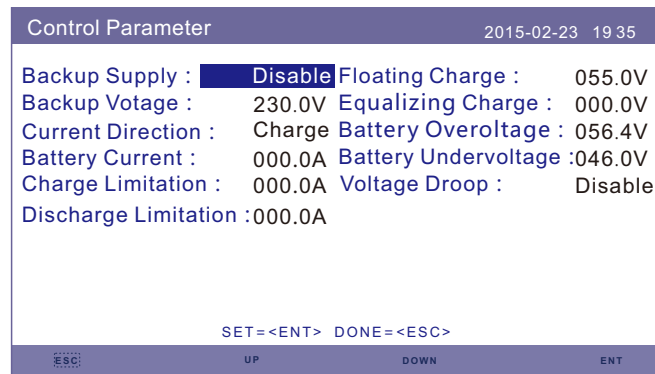 Control Parameter 2015-02-23 19 35
Backup Supply : Disable Floating Charge : 055.0V
Backup Votage : 230.0V Equalizing Charge : 000.0V
Current Direction : Charge Battery Overoltage : 056.4V
Battery Current : 000.0A Battery Undervoltage :046.0V
Charge Limitation : 000.0A Voltage Droop : Disable
Discharge Limitation :000.0A
SET=<ENT> DONE=<ESC>
ESC UP DOWN ENT